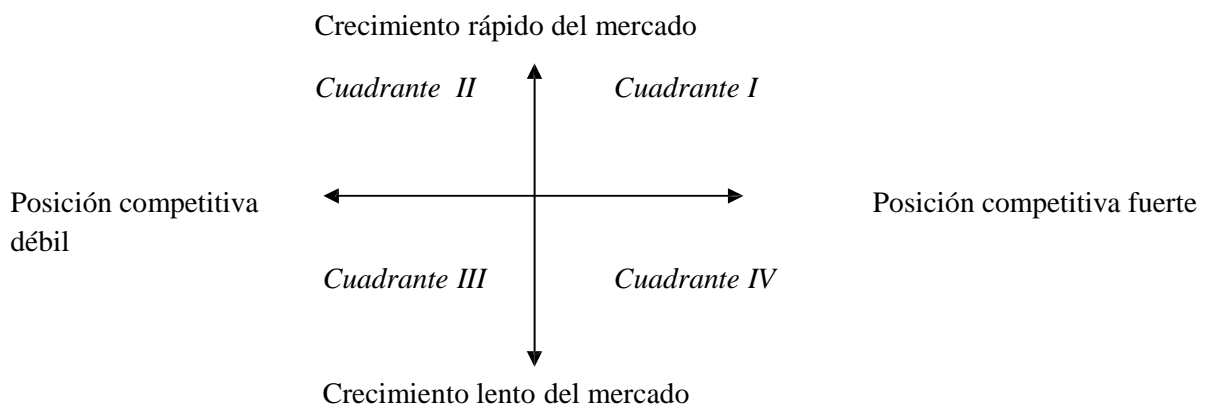 Crecimiento rápido del mercado
Cuadrante II
Cuadrante I
Posición competitiva
débil
Posición competitiva fuerte
Cuadrante III
Cuadrante IV
Crecimiento lento del mercado